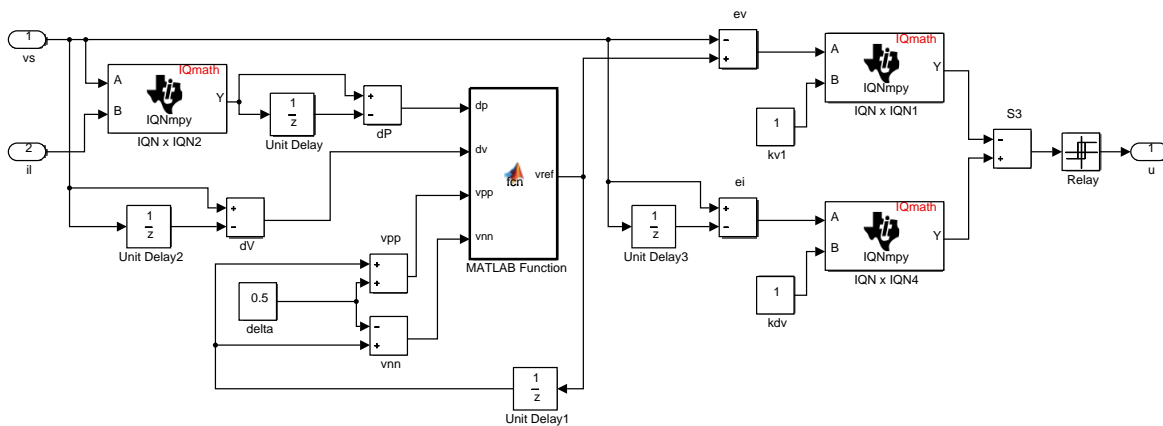 1
vs
2
il
A
B
IQmath
Y
IQNmpy
IQN x IQN2
1
z
Unit Delay
+
-
dP
1
z
Unit Delay2
+
-
dV
0.5
delta
+
+
vpp
-
+
vnn
dp
dv
vpp
vnn
fcn
vref
MATLAB Function
1
z
Unit Delay1
ev
-
+
1
z
Unit Delay3
ei
+
-
1
kv1
A
B
IQmath
Y
IQNmpy
IQN x IQN1
1
kdv
A
B
IQmath
Y
IQNmpy
IQN x IQN4
S3
-
+
Relay
1
u